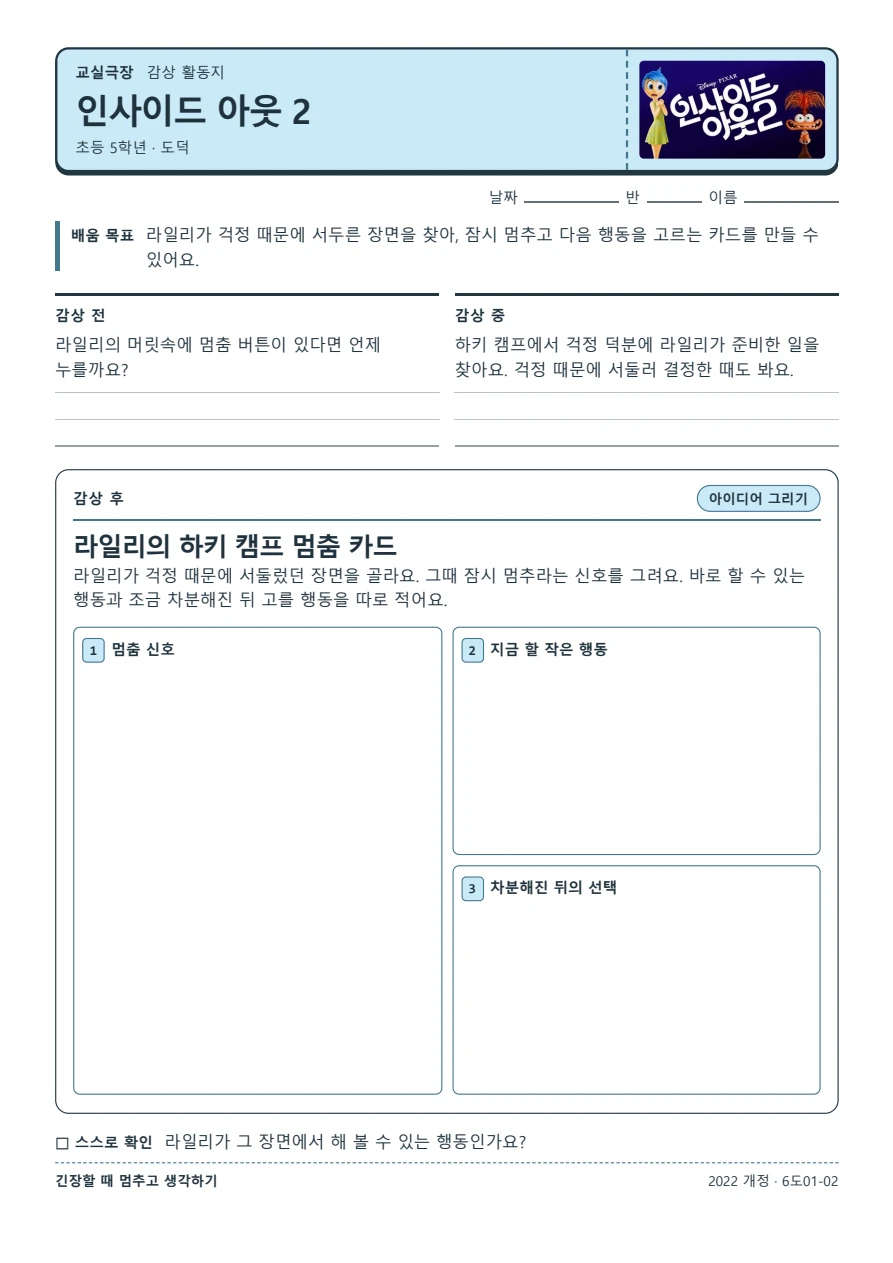 교실극장 감상 활동지
인사이드 아웃 2
초등 5학년 · 도덕
Disney PIXAR
인사이드
아웃2
날짜 반 이름
배움 목표 라일리가 걱정 때문에 서두른 장면을 찾아, 잠시 멈추고 다음 행동을 고르는 카드를 만들 수
있어요.
감상 전
라일리의 머릿속에 멈춤 버튼이 있다면 언제
누를까요?
감상 중
하키 캠프에서 걱정 덕분에 라일리가 준비한 일을
찾아요. 걱정 때문에 서둘러 결정한 때도 봐요.
감상 후
아이디어 그리기
라일리의 하키 캠프 멈춤 카드
라일리가 걱정 때문에 서둘렀던 장면을 골라요. 그때 잠시 멈추라는 신호를 그려요. 바로 할 수 있는
행동과 조금 차분해진 뒤 고를 행동을 따로 적어요.
1 멈춤 신호
2 지금 할 작은 행동
3 차분해진 뒤의 선택
□ 스스로 확인 라일리가 그 장면에서 해 볼 수 있는 행동인가요?
긴장할 때 멈추고 생각하기
2022 개정 · 6도01-02